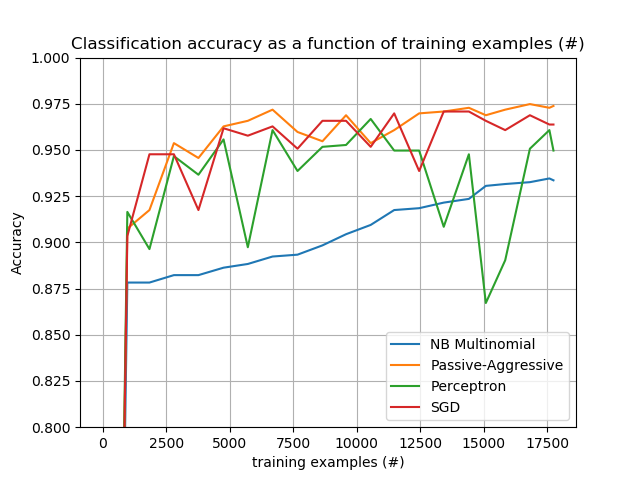 Classification accuracy as a function of training examples (#)
1.000
0.975
0.950
0.925
0.900
0.875
0.850
0.825
0.800
Accuracy
NB Multinomial
Passive-Aggressive
Perceptron
SGD
0 2500 5000 7500 10000 12500 15000 17500
training examples (#)